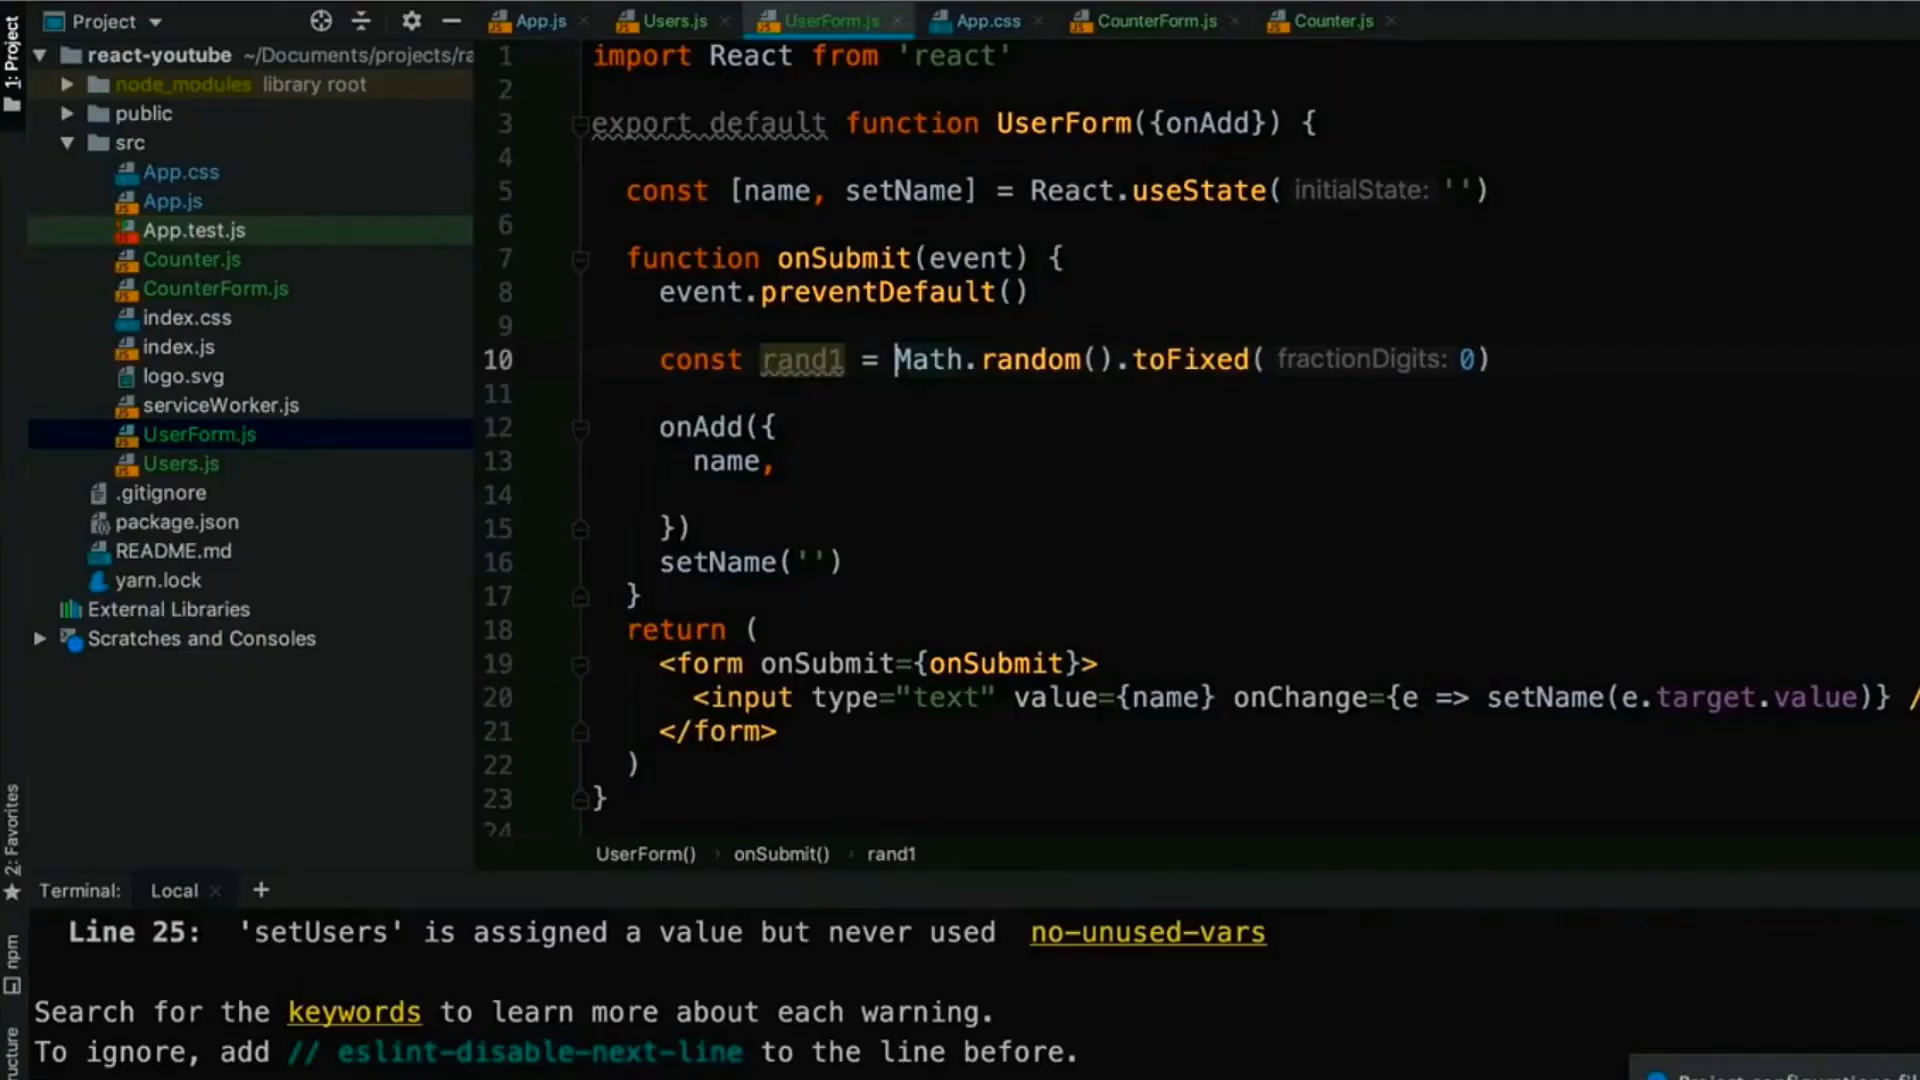 1: Project
Project
App.js
Users.js
UserForm.js
App.css
CounterForm.js
Counter.js
react-youtube ~/Documents/projects/ra
node_modules library root
public
src
App.css
App.js
App.test.js
Counter.js
CounterForm.js
index.css
index.js
logo.svg
serviceWorker.js
UserForm.js
Users.js
.gitignore
package.json
README.md
yarn.lock
External Libraries
Scratches and Consoles
1 import React from 'react'
2
3 export default function UserForm({onAdd}) {
4
5 const [name, setName] = React.useState( initialState: '')
6
7 function onSubmit(event) {
8 event.preventDefault()
9
10 const rand1 = Math.random().toFixed( fractionDigits: 0)
11
12 onAdd({
13 name,
14
15 })
16 setName('')
17 }
18 return (
19 <form onSubmit={onSubmit}>
20 <input type="text" value={name} onChange={e => setName(e.target.value)} /
21 </form>
22 )
23 }
24
UserForm() › onSubmit() › rand1
2: Favorites
npm
Terminal: Local +
Line 25: 'setUsers' is assigned a value but never used no-unused-vars
Search for the keywords to learn more about each warning.
To ignore, add // eslint-disable-next-line to the line before.